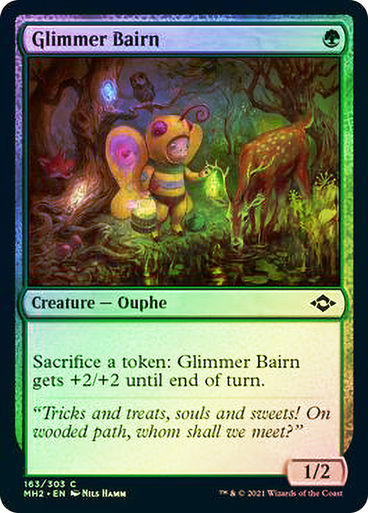 Glimmer Bairn
Creature — Ouphe
Sacrifice a token: Glimmer Bairn
gets +2/+2 until end of turn.
“Tricks and treats, souls and sweets! On
wooded path, whom shall we meet?”
1/2
163/303 C
MH2 • EN Nils Hamm
™ & © 2021 Wizards of the Coast